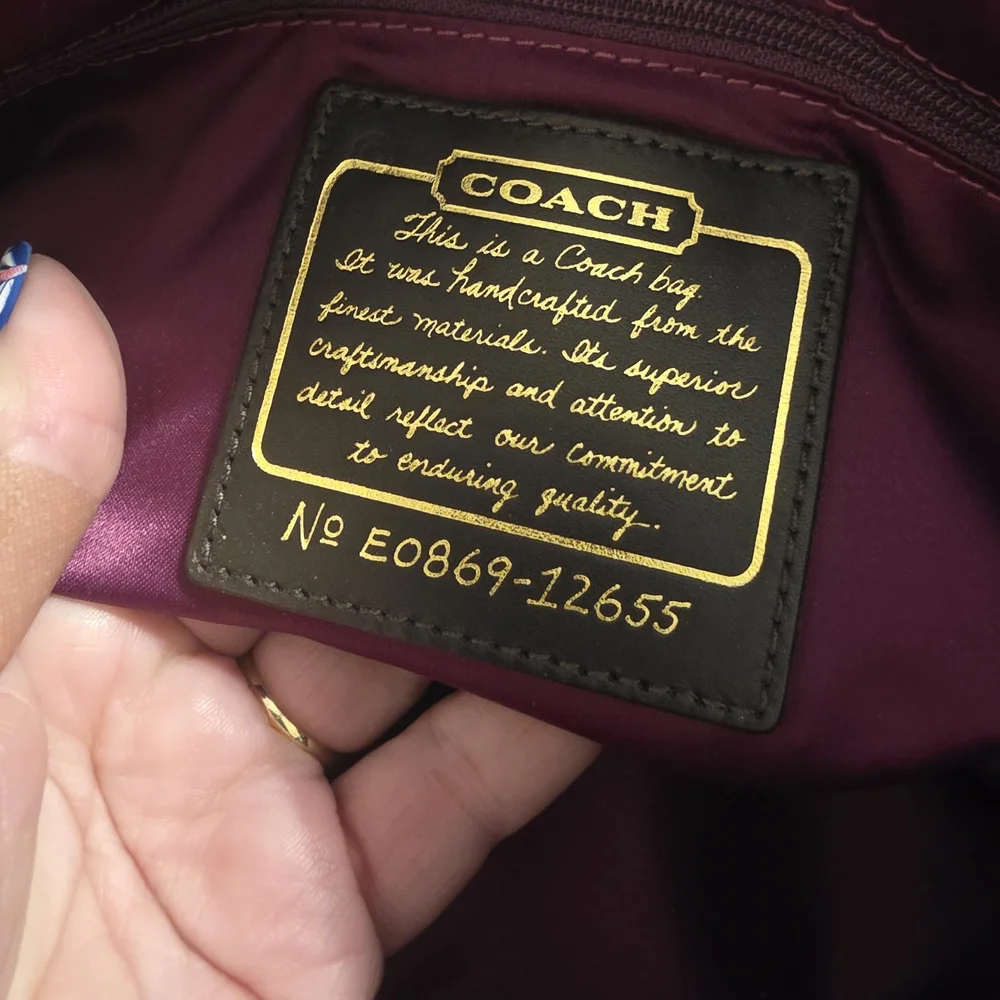 COACH
This is a Coach bag.
It was handcrafted from the
finest materials. Its superior
craftsmanship and attention to
detail reflect our commitment
to enduring quality.
Nº E0869-12655